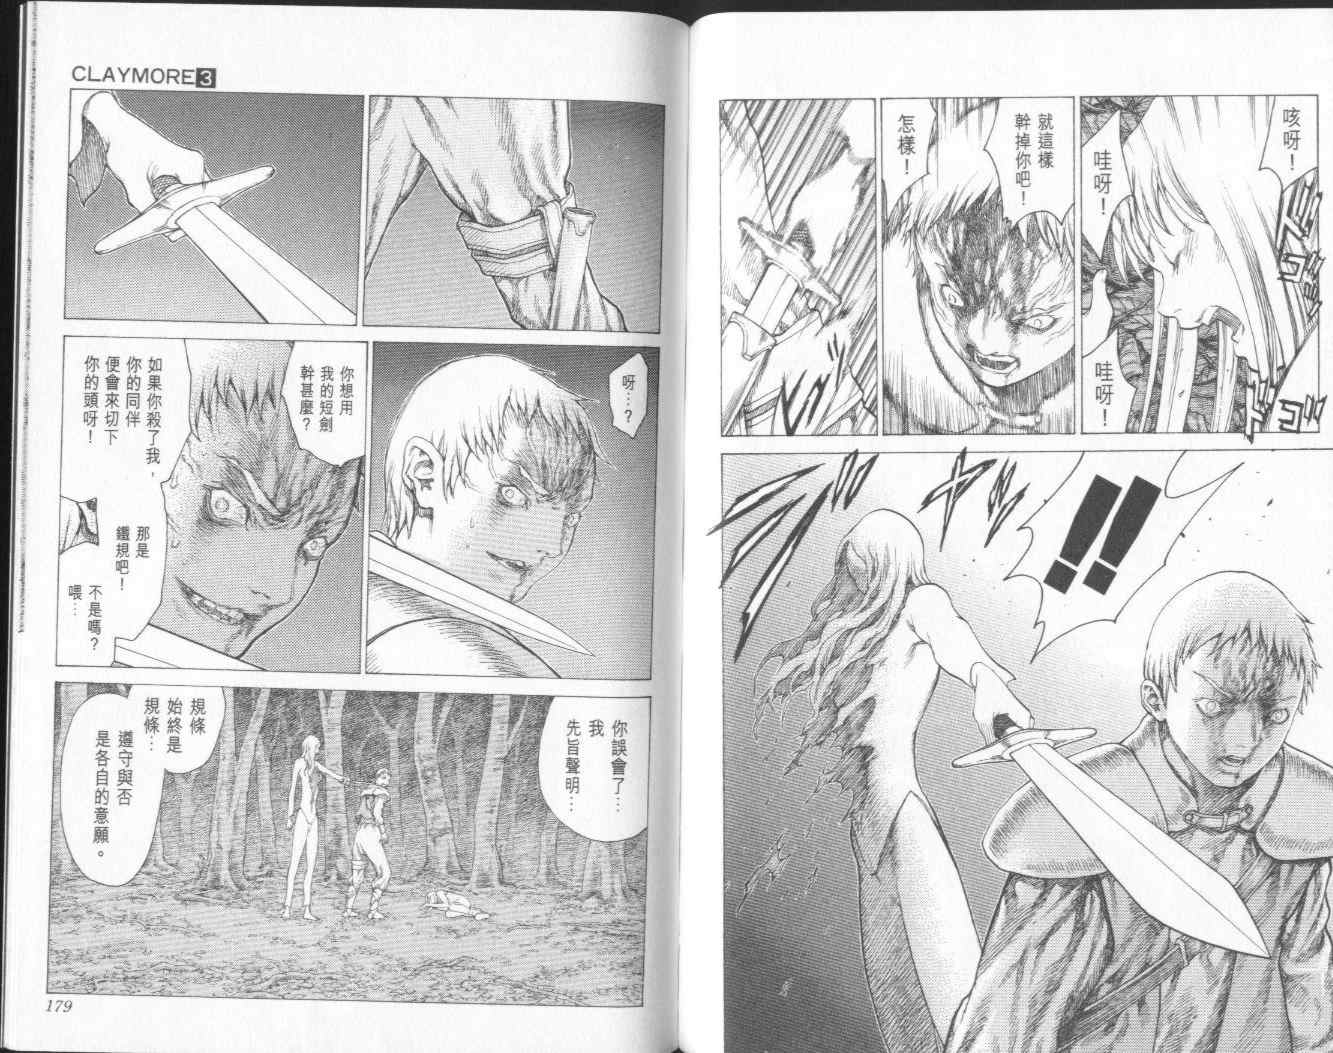 咳呀！
哇呀！
哇呀！
就這樣
幹掉你吧！
怎樣！
!!
CLAYMORE 3
呀…？
你想用
我的短劍
幹甚麼？
如果你殺了我，
你的同伴
便會來切下
你的頭呀！
那是
鐵規吧！
不是嗎？
喂…
你誤會了…
我
先旨聲明…
規條
始終是
規條…
遵守與否
是各自的意願。
179